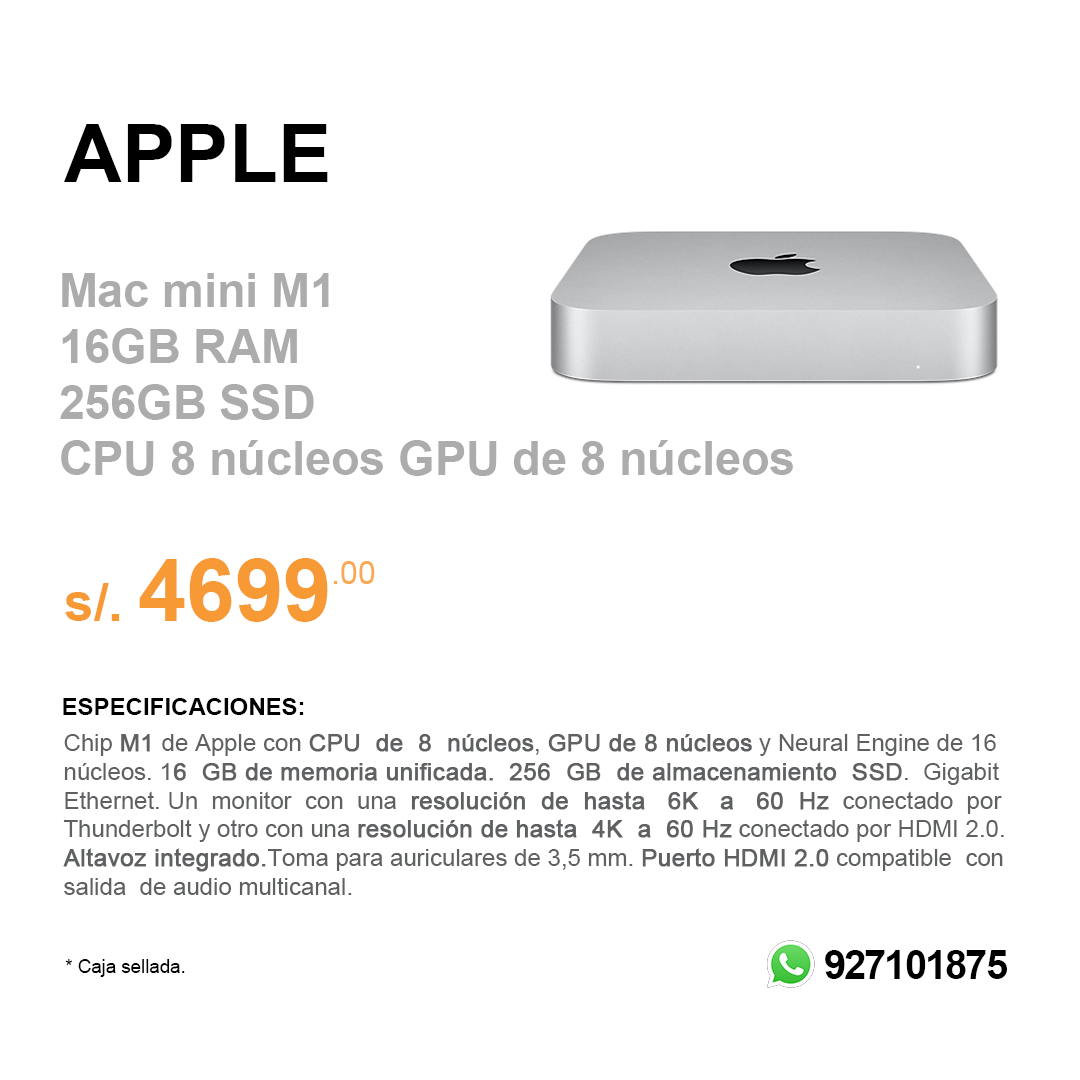 APPLE
Mac mini M1
16GB RAM
256GB SSD
CPU 8 núcleos GPU de 8 núcleos
s/. 4699.00
ESPECIFICACIONES:
Chip M1 de Apple con CPU de 8 núcleos, GPU de 8 núcleos y Neural Engine de 16
núcleos. 16 GB de memoria unificada. 256 GB de almacenamiento SSD. Gigabit
Ethernet. Un monitor con una resolución de hasta 6K a 60 Hz conectado por
Thunderbolt y otro con una resolución de hasta 4K a 60 Hz conectado por HDMI 2.0.
Altavoz integrado.Toma para auriculares de 3,5 mm. Puerto HDMI 2.0 compatible con
salida de audio multicanal.
* Caja sellada.
927101875